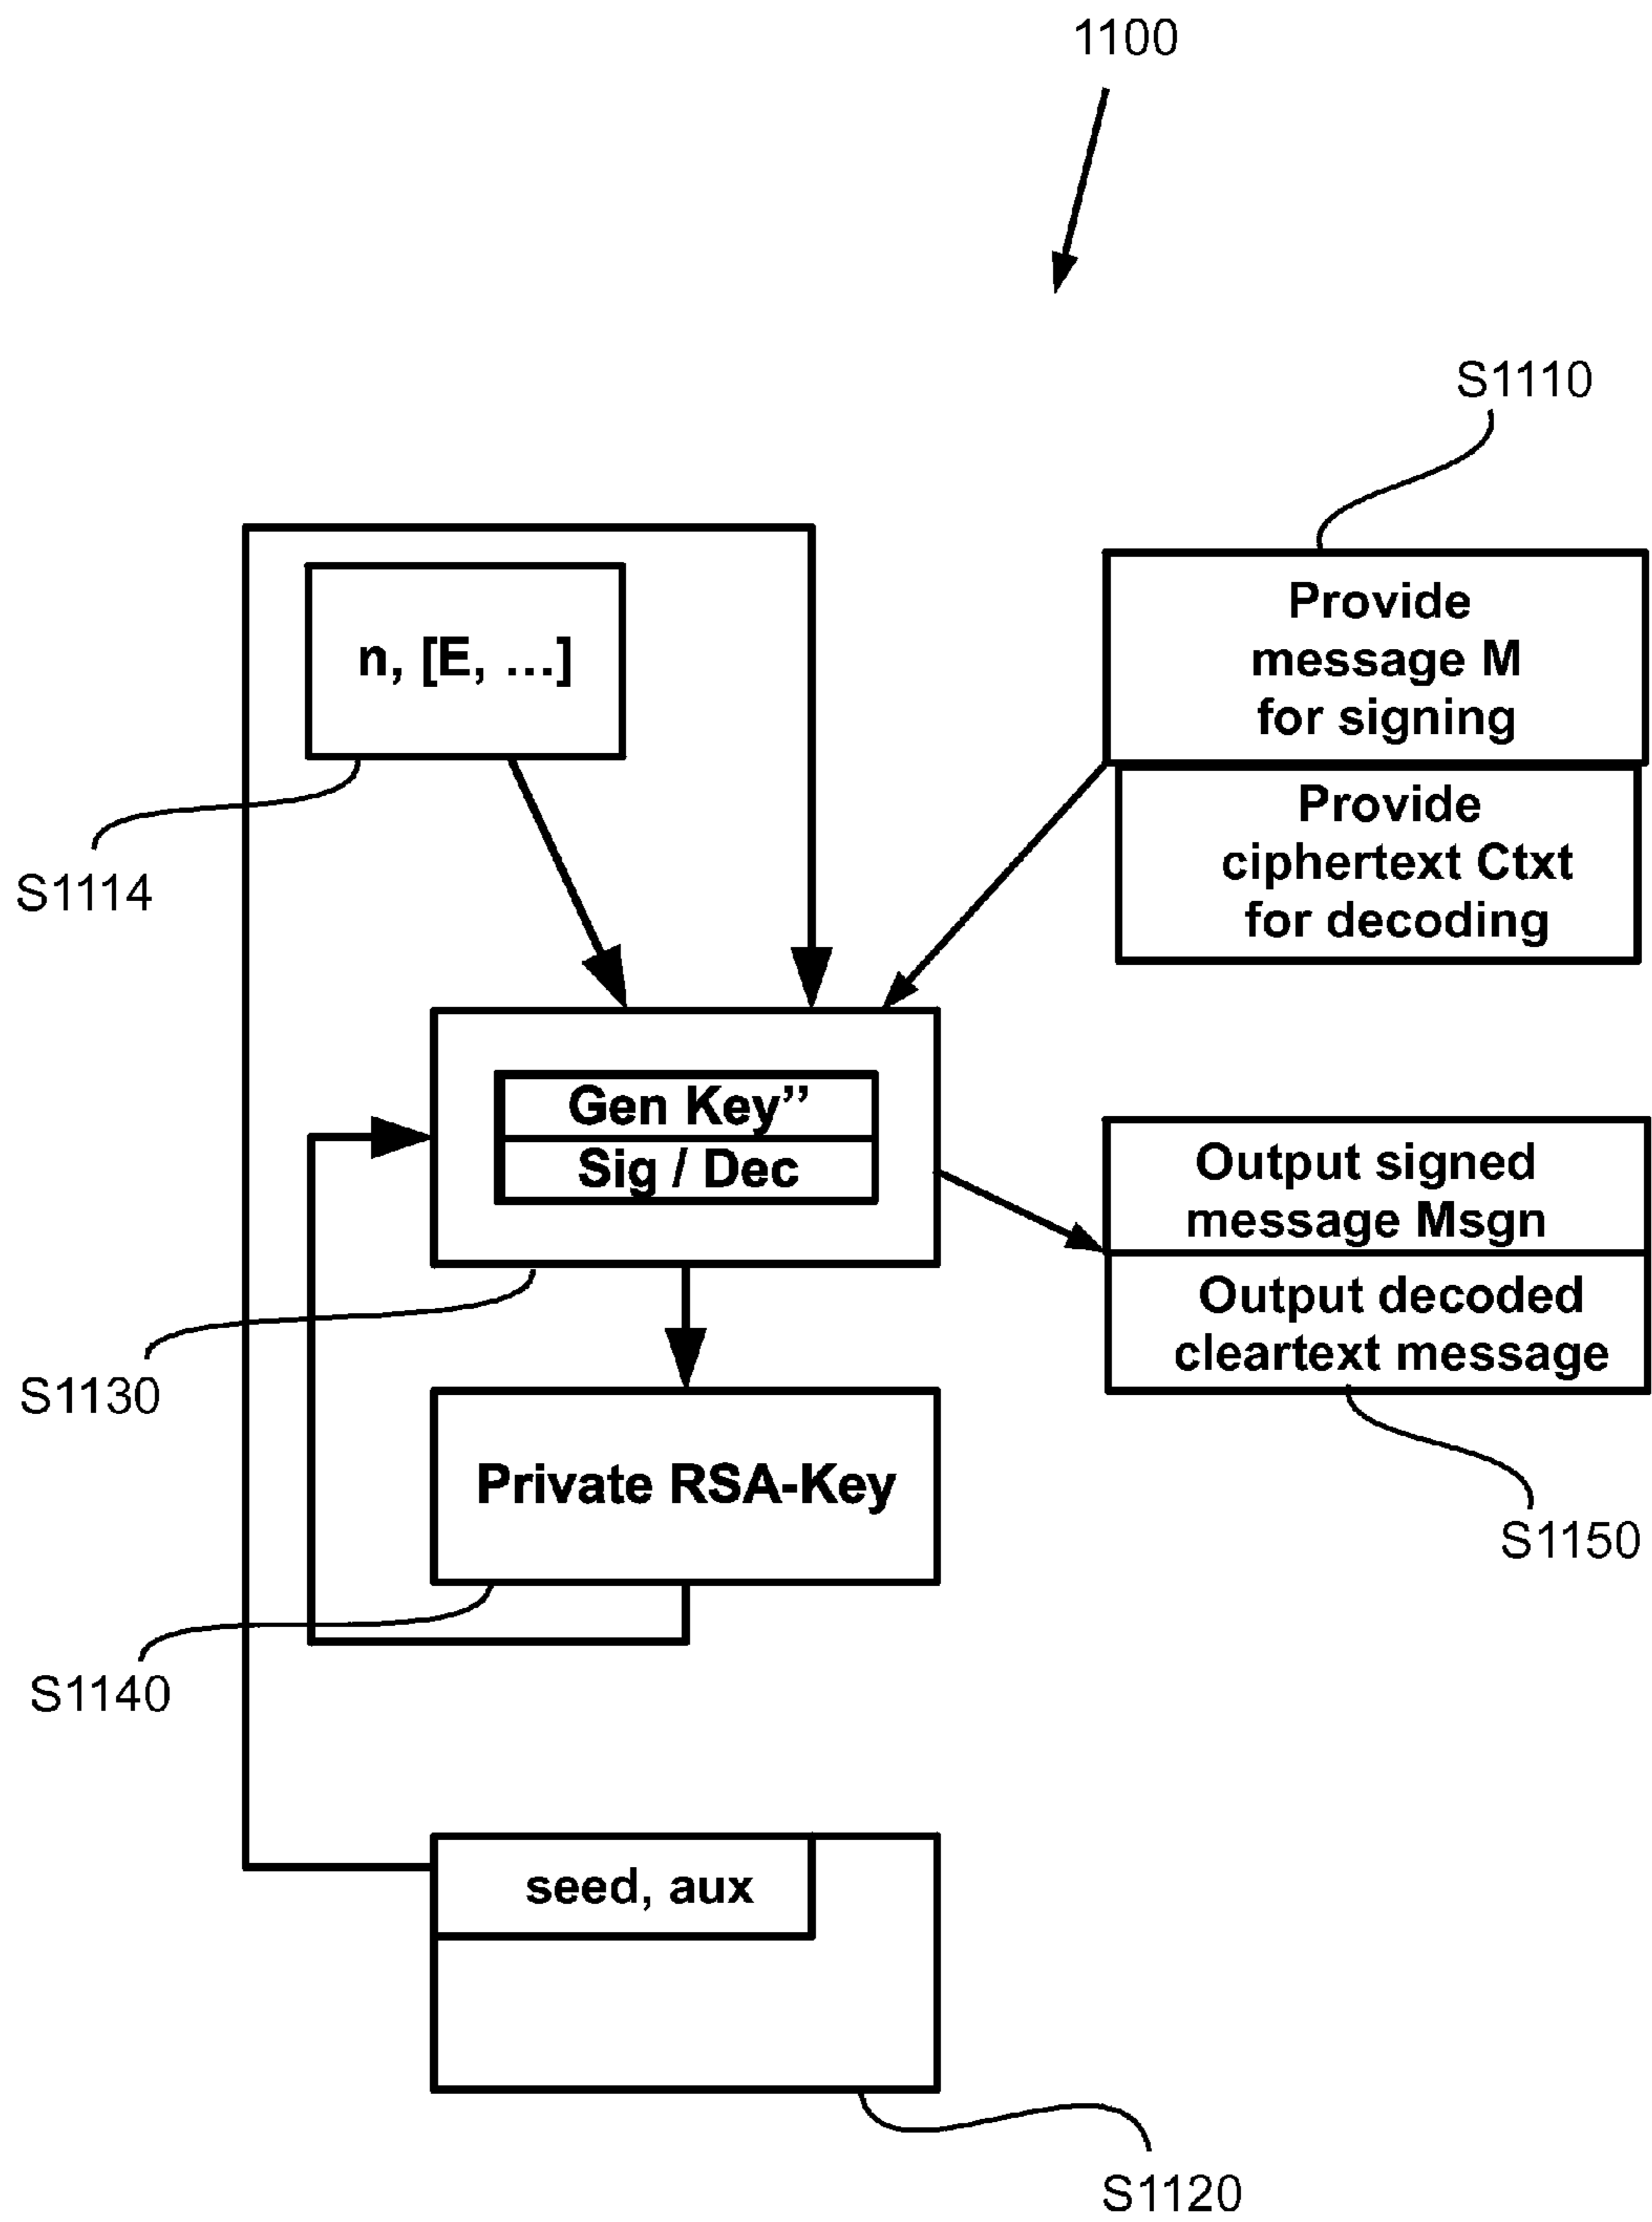 1100
S1110
n, [E, ...]
Provide
message M
for signing
Provide
ciphertext Ctxt
for decoding
S1114
Gen Key”
Sig / Dec
Output signed
message Msgn
Output decoded
cleartext message
S1130
Private RSA-Key
S1150
S1140
seed, aux
S1120